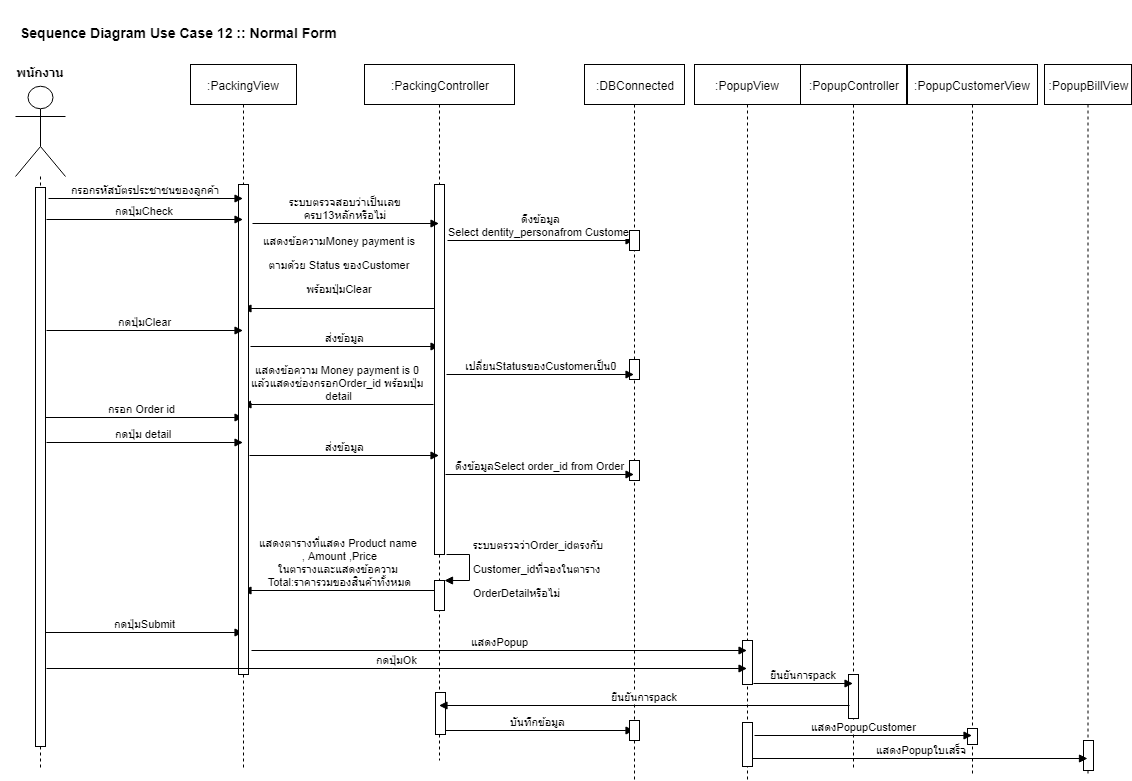 Sequence Diagram Use Case 12 :: Normal Form
พนักงาน
:PackingView
:PackingController
:DBConnected
:PopupView
:PopupController
:PopupCustomerView
:PopupBillView
กรอกรหัสบัตรประชาชนของลูกค้า
กดปุ่มCheck
ระบบตรวจสอบว่าเป็นเลข
ครบ13หลักหรือไม่
ดึงข้อมูล
Select dentity_personafrom Custome
แสดงข้อความMoney payment is
ตามด้วย Status ของCustomer
พร้อมปุ่มClear
กดปุ่มClear
ส่งข้อมูล
เปลี่ยนStatusของCustomerเป็น0
แสดงข้อความ Money payment is 0
แล้วแสดงช่องกรอกOrder_id พร้อมปุ่ม
detail
กรอก Order id
กดปุ่ม detail
ส่งข้อมูล
ดึงข้อมูลSelect order_id from Order
แสดงตารางที่แสดง Product name
, Amount ,Price
ในตารางและแสดงข้อความ
Total:ราคารวมของสินค้าทั้งหมด
ระบบตรวจว่าOrder_idตรงกับ
Customer_idที่จองในตาราง
OrderDetailหรือไม่
กดปุ่มSubmit
แสดงPopup
กดปุ่มOk
ยืนยันการpack
ยืนยันการpack
บันทึกข้อมูล
แสดงPopupCustomer
แสดงPopupใบเสร็จ